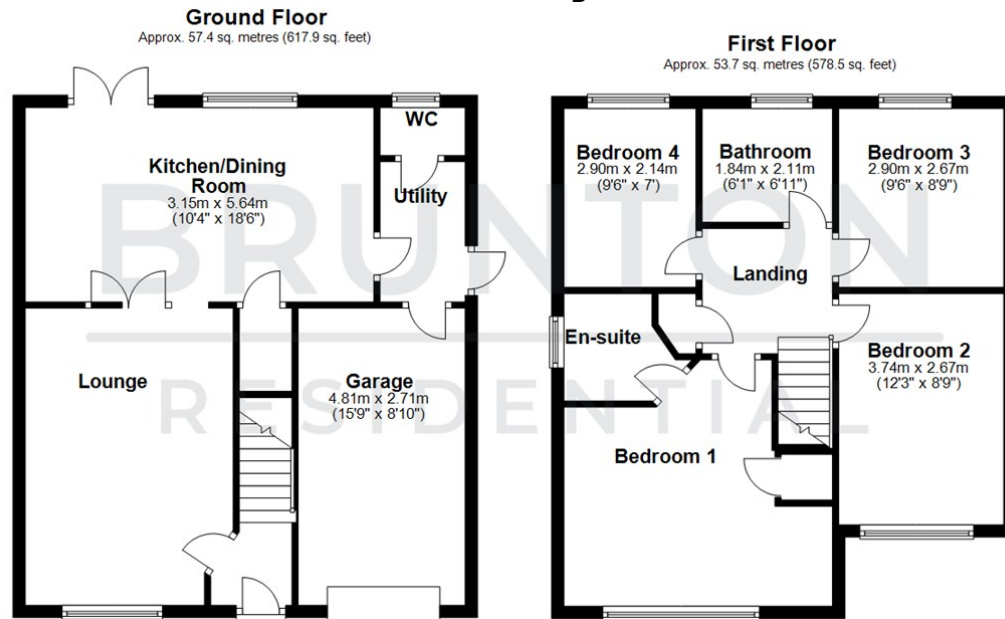 Ground Floor
Approx. 57.4 sq. metres (617.9 sq. feet)
WC
Kitchen/Dining
Room
3.15m x 5.64m
(10'4" x 18'6")
Utility
Lounge
Garage
4.81m x 2.71m
(15'9" x 8'10")
First Floor
Approx. 53.7 sq. metres (578.5 sq. feet)
Bedroom 4
2.90m x 2.14m
(9'6" x 7')
Bathroom
1.84m x 2.11m
(6'1" x 6'11")
Bedroom 3
2.90m x 2.67m
(9'6" x 8'9")
Landing
En-suite
Bedroom 2
3.74m x 2.67m
(12'3" x 8'9")
Bedroom 1
BRUNTON
RESIDENTIAL